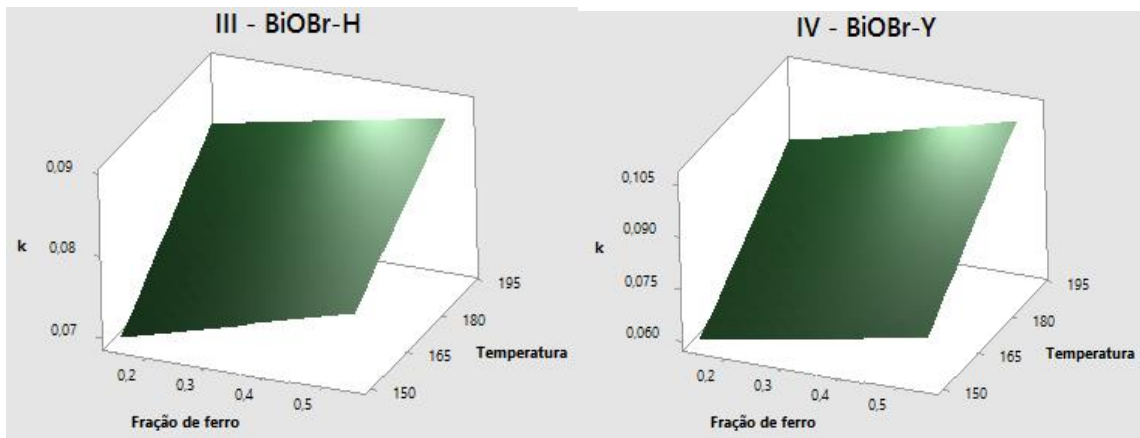 III - BiOBr-H
0,09
0,08
k
0,07
0,2
0,3
0,4
0,5
Fração de ferro
150
165
180
195
Temperatura
IV - BiOBr-Y
0,105
0,090
k
0,075
0,060
0,2
0,3
0,4
0,5
Fração de ferro
150
165
180
195
Temperatura